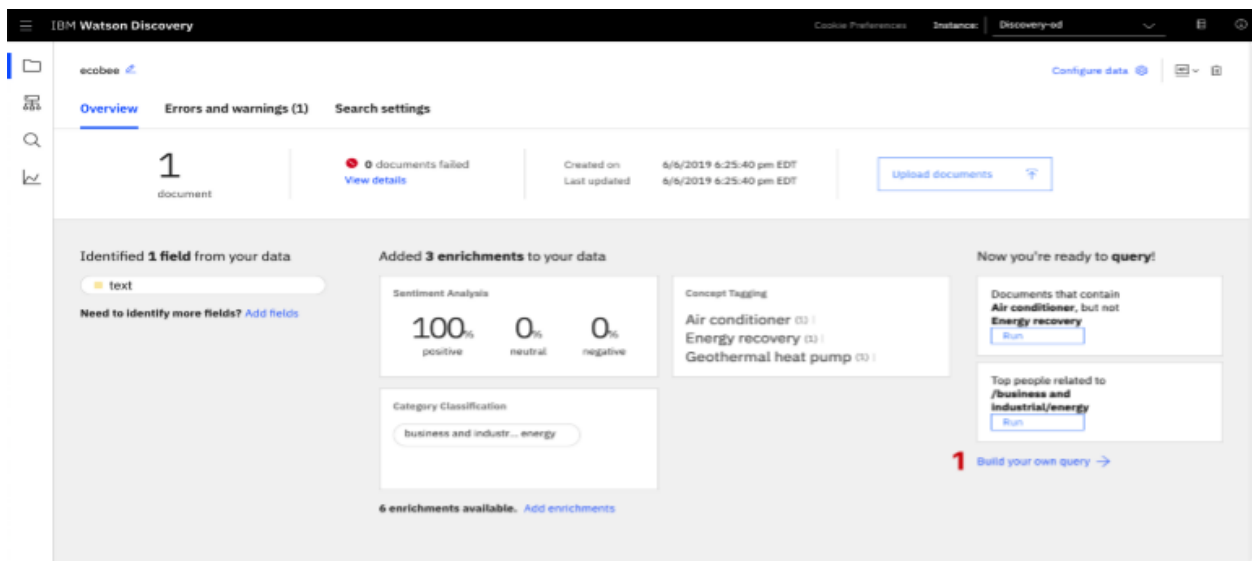 IBM Watson Discovery
Cookie Preferences
Instance:
Discovery-od
ecobee
Configure data
Overview
Errors and warnings (1)
Search settings
1
document
0 documents failed
View details
Created on 6/6/2019 6:25:40 pm EDT
Last updated 6/6/2019 6:25:40 pm EDT
Upload documents
Identified 1 field from your data
text
Need to identify more fields? Add fields
Added 3 enrichments to your data
Sentiment Analysis
100% 0% 0%
positive neutral negative
Concept Tagging
Air conditioner (1)
Energy recovery (1)
Geothermal heat pump (1)
Category Classification
business and industr... energy
6 enrichments available. Add enrichments
Now you're ready to query!
Documents that contain
Air conditioner, but not
Energy recovery
Run
Top people related to
/business and
industrial/energy
Run
1 Build your own query